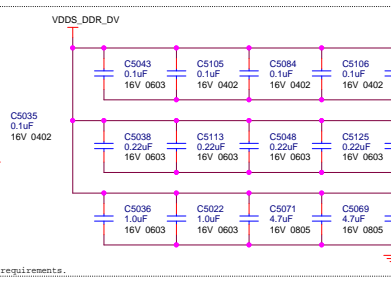 VDDS_DDR_DV
C5043
0.1uF
16V 0603
C5105
0.1uF
16V 0402
C5084
0.1uF
16V 0402
C5106
0.1uF
16V 0402
C5035
0.1uF
16V 0402
C5038
0.22uF
16V 0603
C5113
0.22uF
16V 0603
C5048
0.22uF
16V 0603
C5125
0.22uF
16V 0603
C5036
1.0uF
16V 0603
C5022
1.0uF
16V 0603
C5071
4.7uF
16V 0805
C5069
4.7uF
16V 0805
requirements.